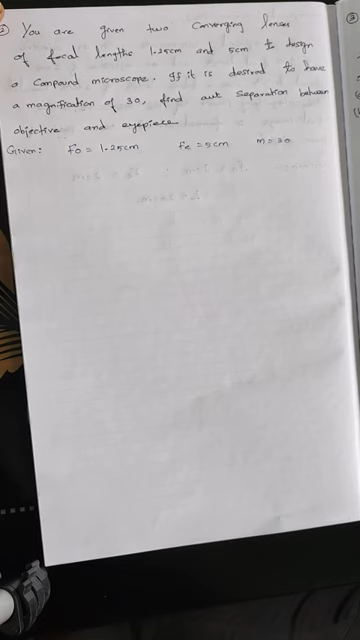 ② You are given two Converging lenses
of focal lengths 1.25cm and 5cm to design
a Compound microscope. If it is desired to have
a magnification of 30, find out separation between
objective and eyepiece
Given: Fo = 1.25cm Fe = 5cm m = 30